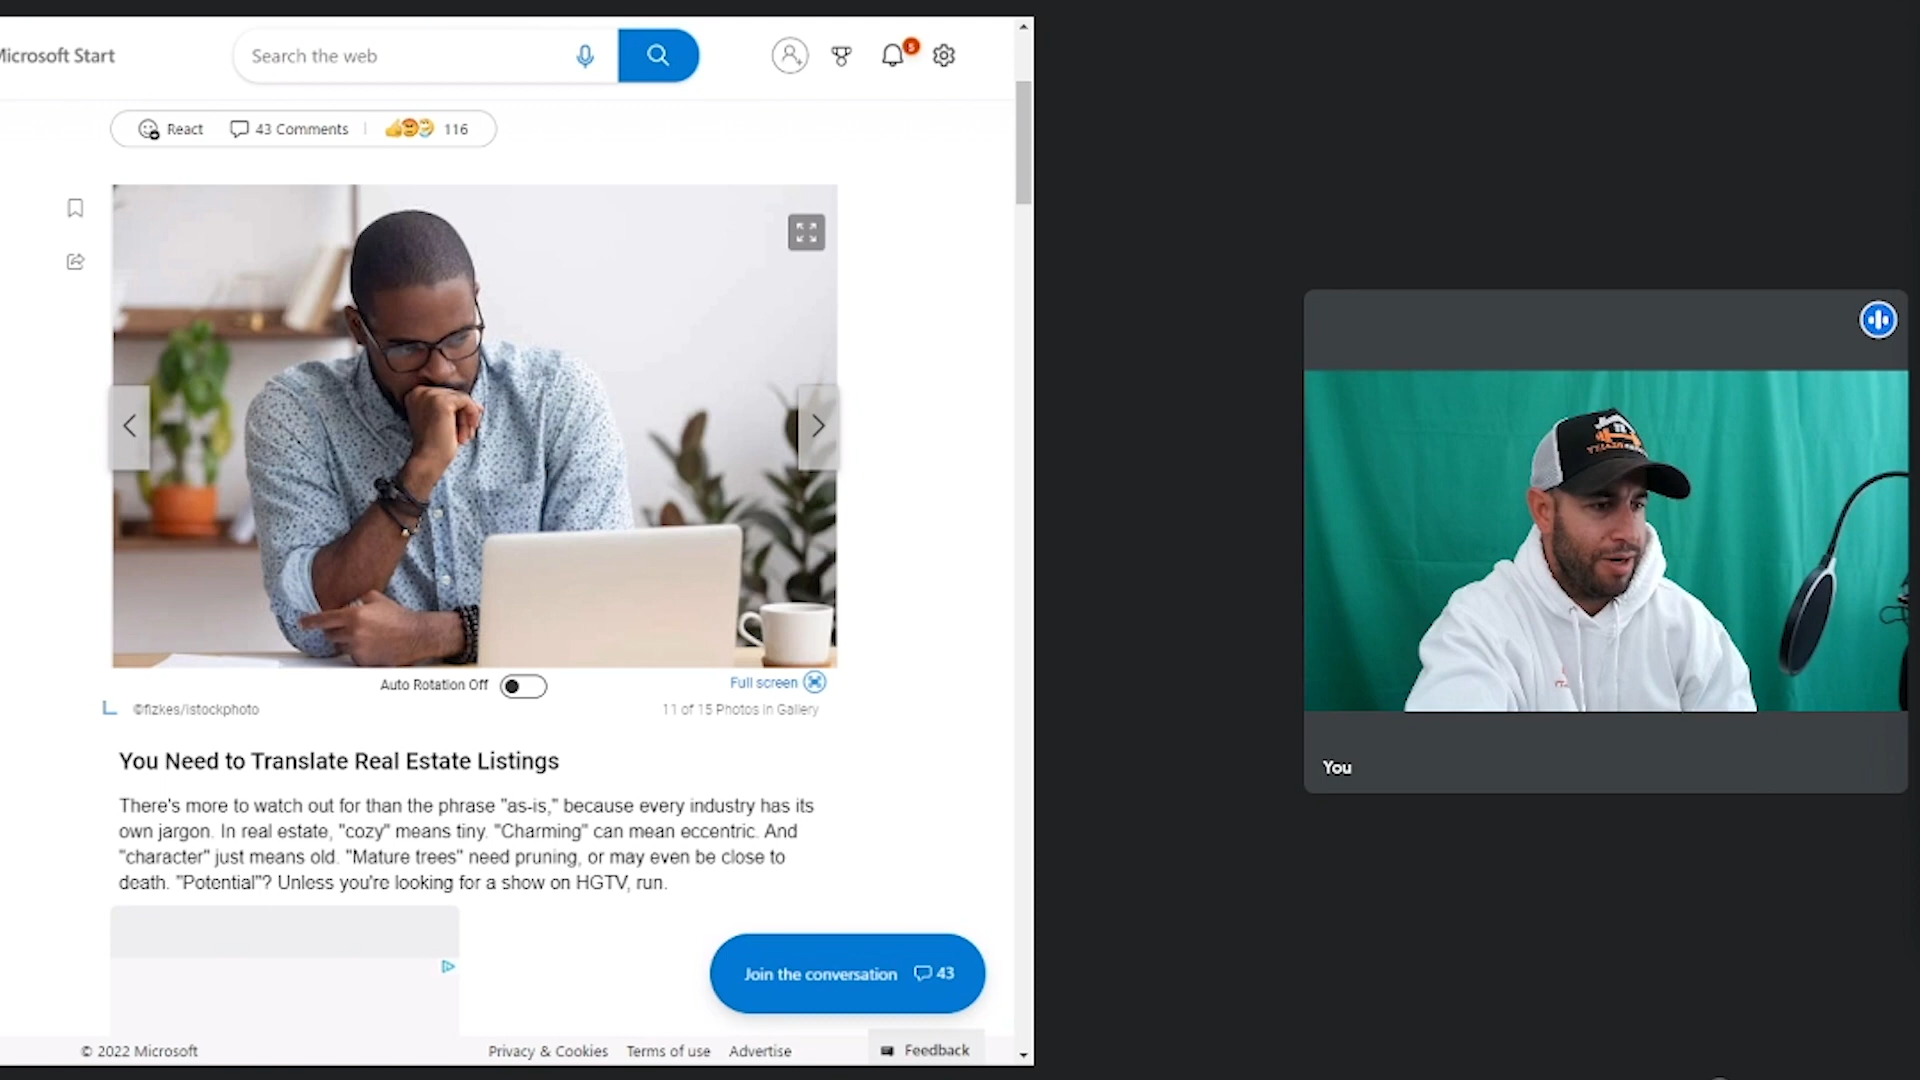 Microsoft Start
Search the web
5
React
43 Comments
116
Auto Rotation Off
Full screen
©fizkes/istockphoto
11 of 15 Photos in Gallery
You Need to Translate Real Estate Listings
There's more to watch out for than the phrase "as-is," because every industry has its
own jargon. In real estate, "cozy" means tiny. "Charming" can mean eccentric. And
"character" just means old. "Mature trees" need pruning, or may even be close to
death. "Potential"? Unless you're looking for a show on HGTV, run.
Join the conversation
43
© 2022 Microsoft
Privacy & Cookies
Terms of use
Advertise
Feedback
You